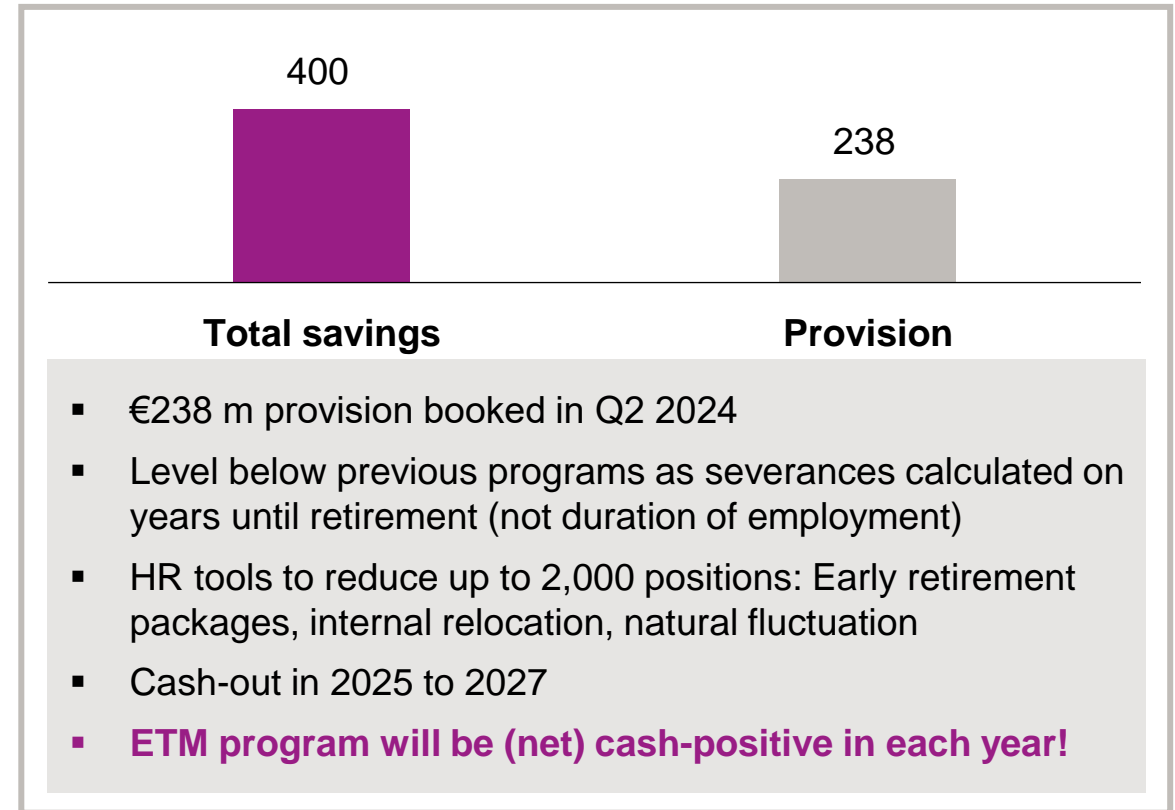 400
238
Total savings
Provision
▪ €238 m provision booked in Q2 2024
▪ Level below previous programs as severances calculated on
years until retirement (not duration of employment)
▪ HR tools to reduce up to 2,000 positions: Early retirement
packages, internal relocation, natural fluctuation
▪ Cash-out in 2025 to 2027
▪ ETM program will be (net) cash-positive in each year!